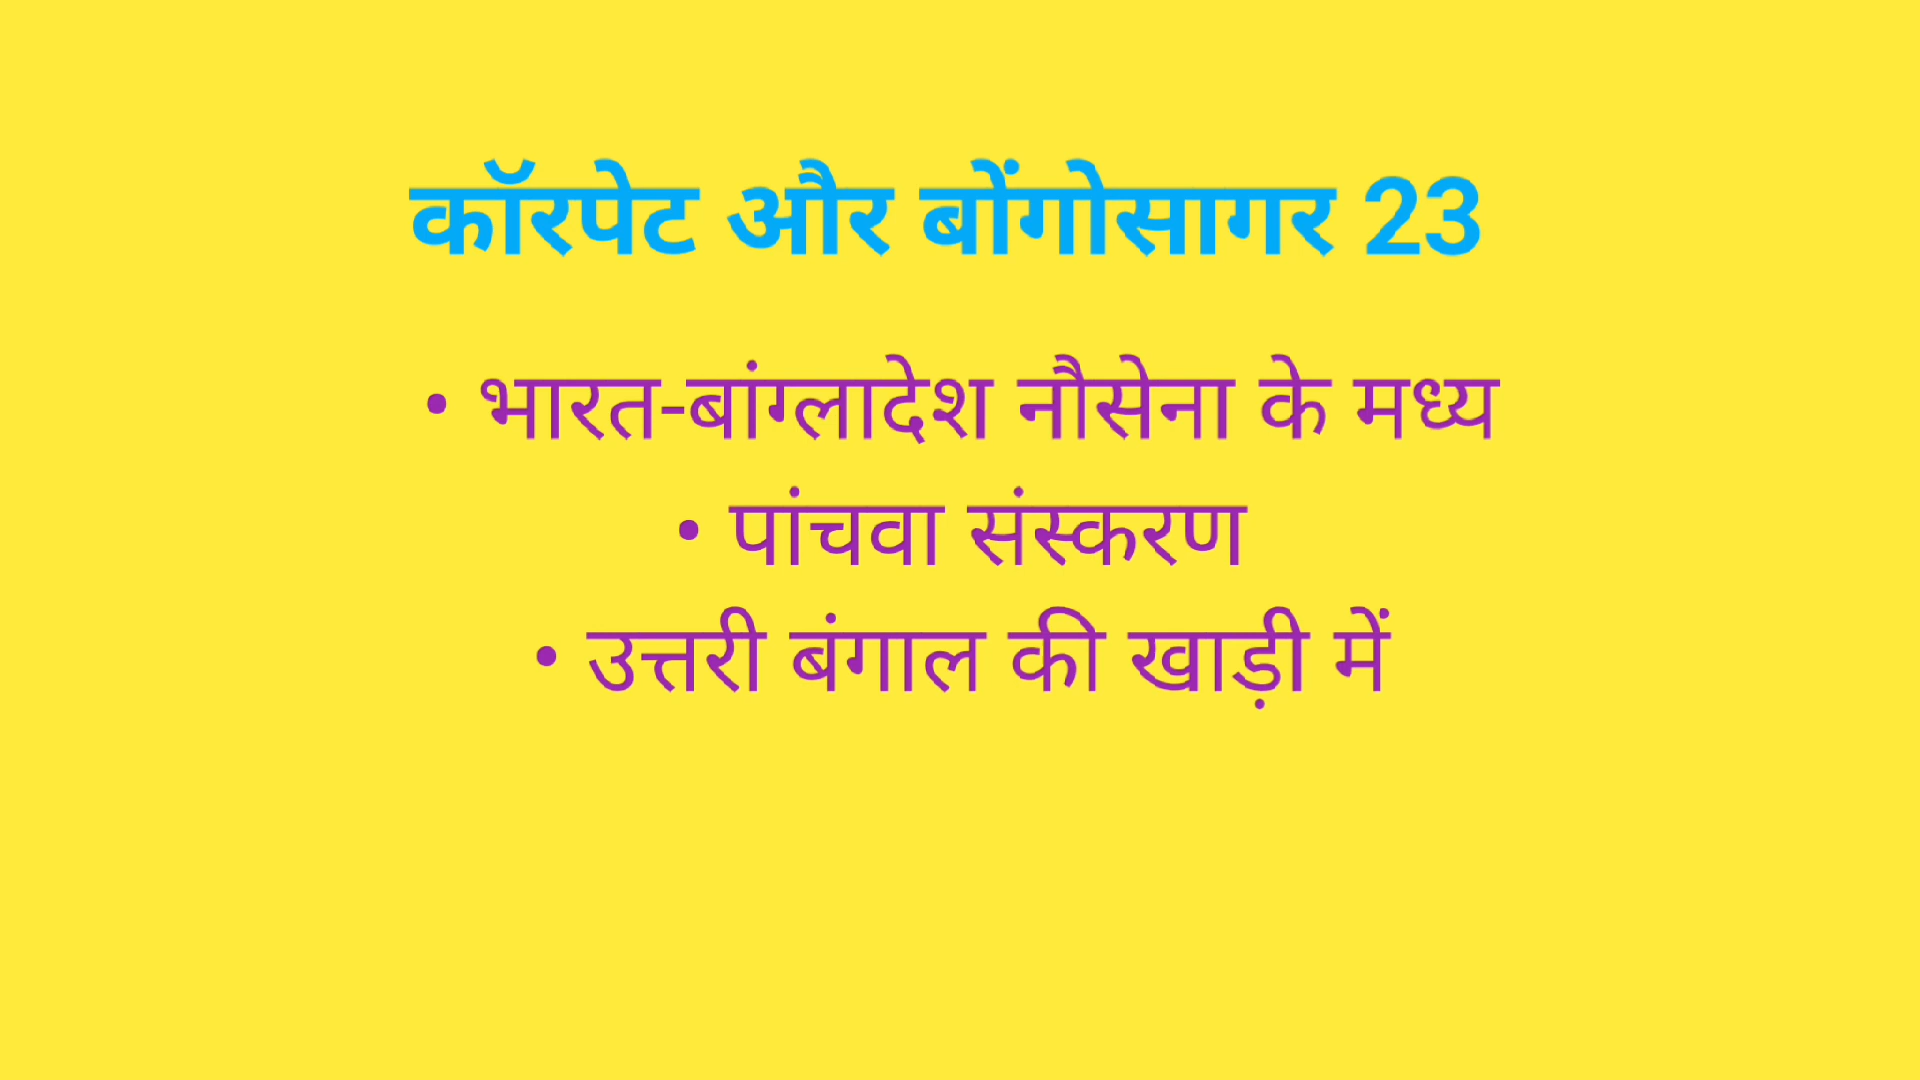 कॉरपेट और बोंगोसागर 23
• भारत-बांग्लादेश नौसेना के मध्य
• पांचवा संस्करण
• उत्तरी बंगाल की खाड़ी में